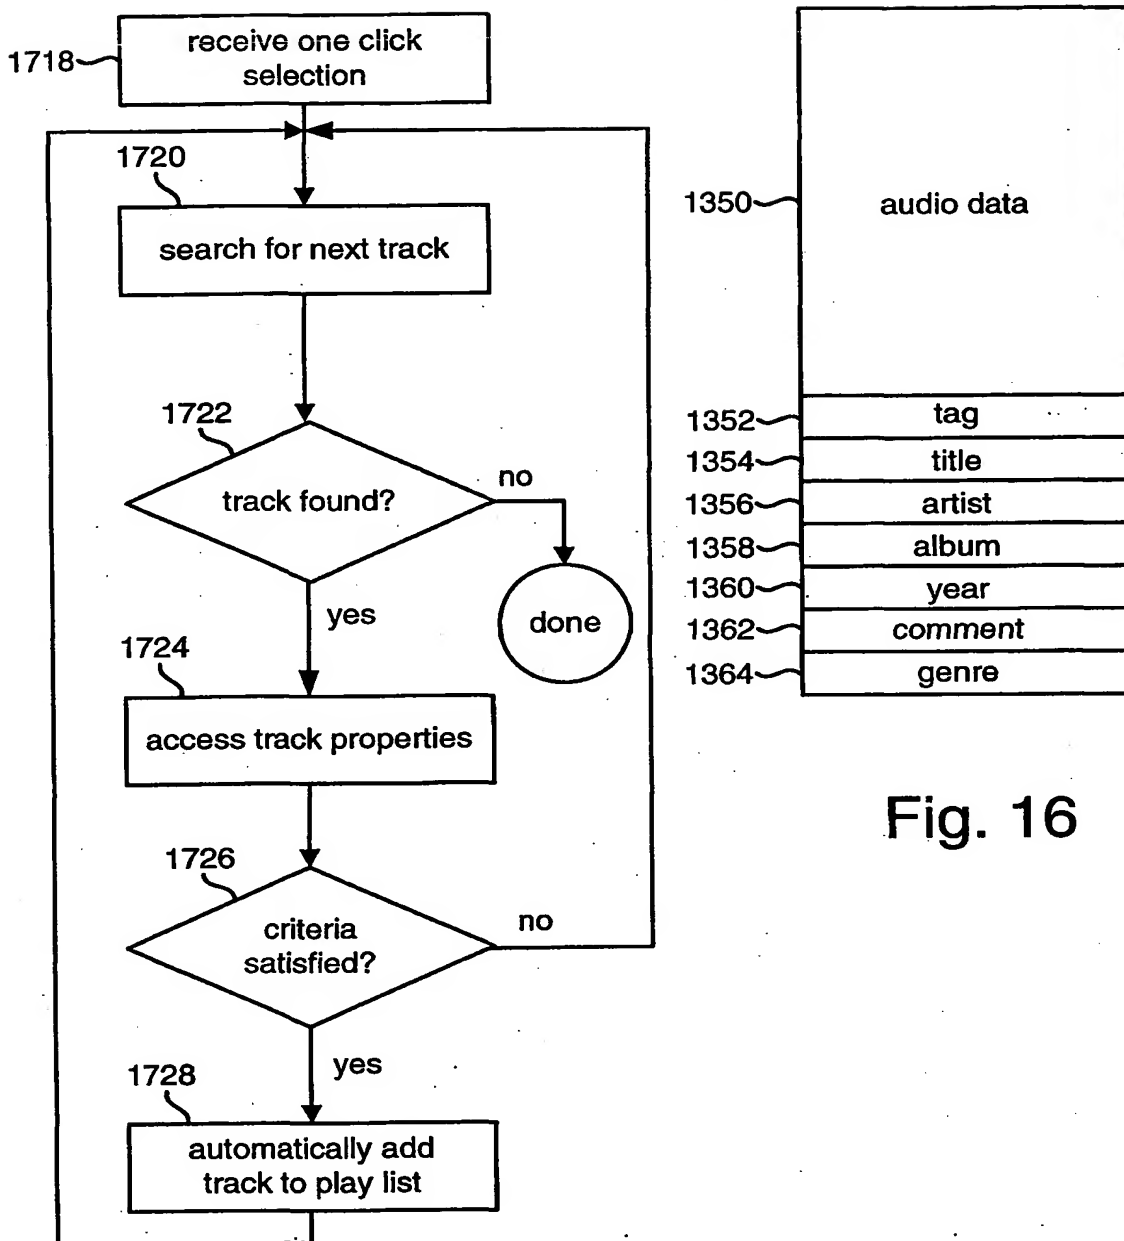 receive one click
selection
1718
1720
search for next track
1722
track found?
no
yes
done
1724
access track properties
1726
criteria
satisfied?
no
yes
1728
automatically add
track to play list
1350
audio data
1352
tag
1354
title
1356
artist
1358
album
1360
year
1362
comment
1364
genre
Fig. 16